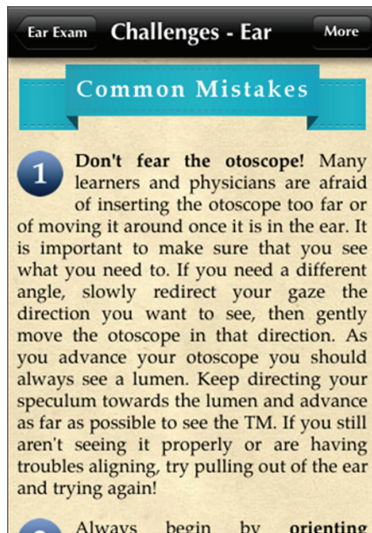 Ear Exam Challenges - Ear More
Common Mistakes
1 Don't fear the otoscope! Many
learners and physicians are afraid
of inserting the otoscope too far or
of moving it around once it is in the ear. It
is important to make sure that you see
what you need to. If you need a different
angle, slowly redirect your gaze the
direction you want to see, then gently
move the otoscope in that direction. As
you advance your otoscope you should
always see a lumen. Keep directing your
speculum towards the lumen and advance
as far as possible to see the TM. If you still
aren't seeing it properly or are having
troubles aligning, try pulling out of the ear
and trying again!
Always begin by orienting